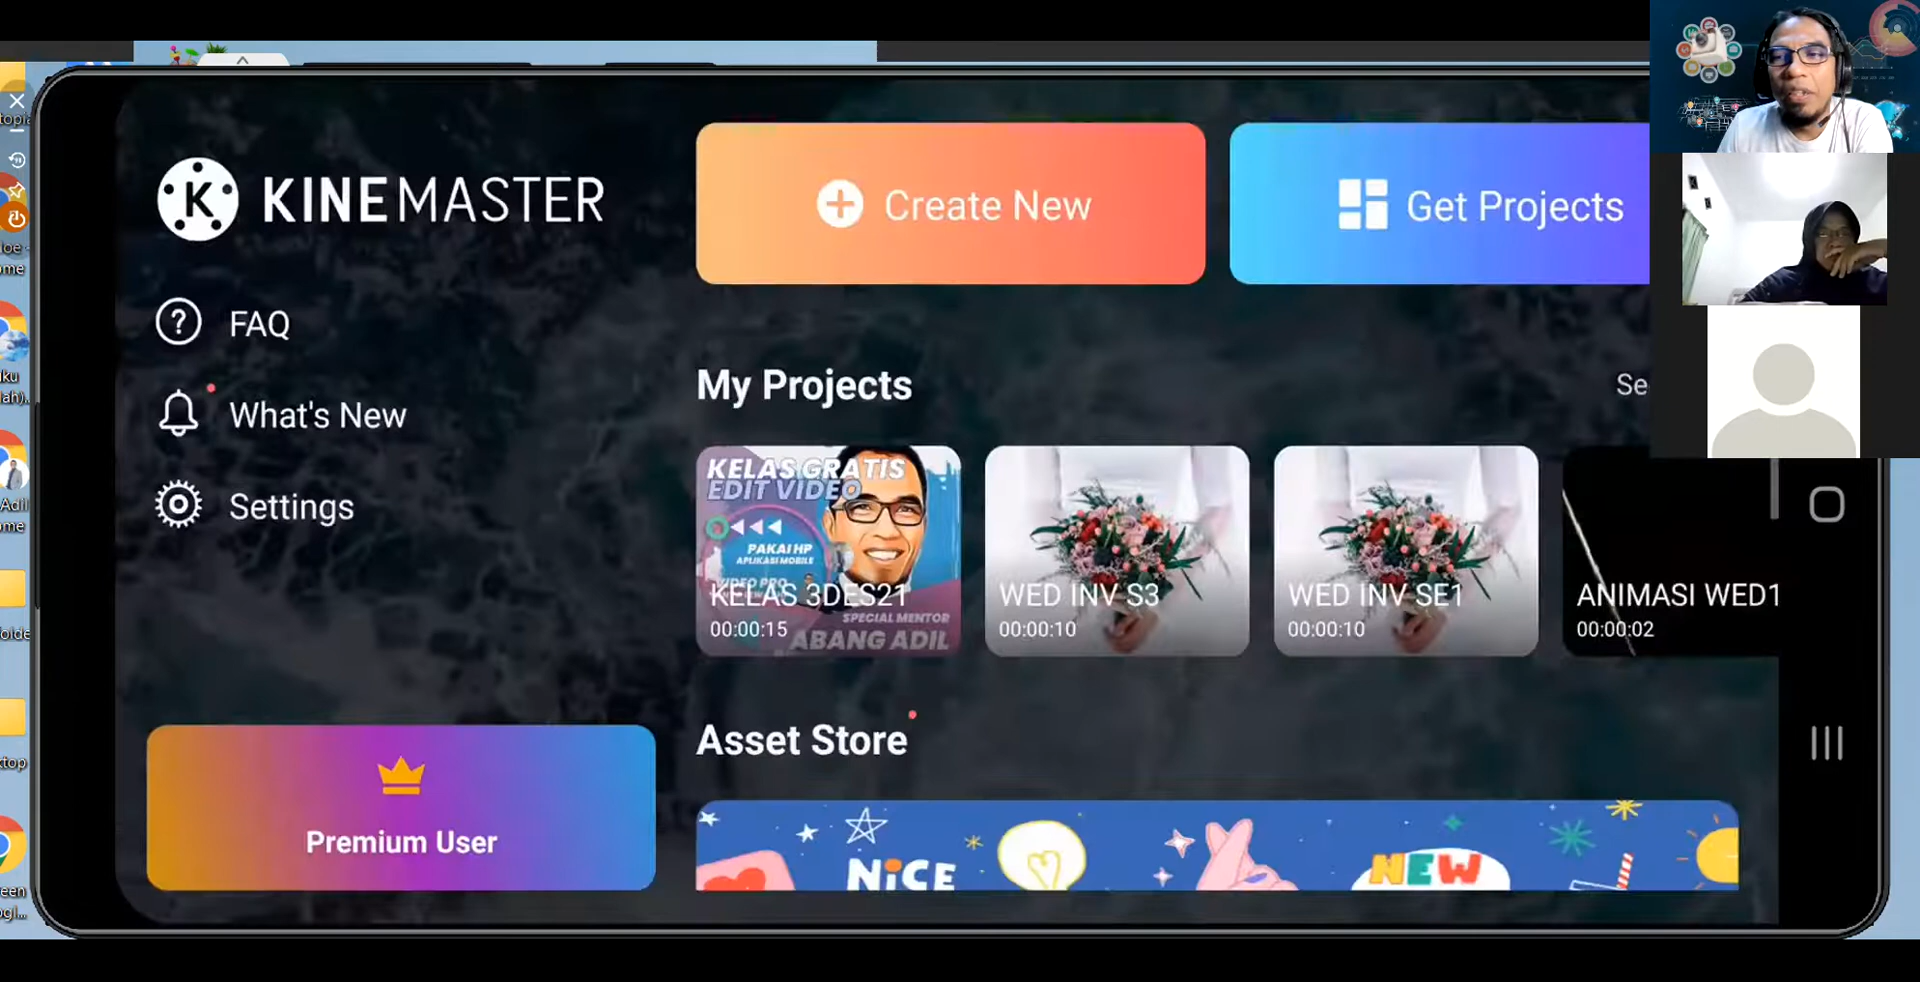 KINEMASTER
FAQ
What's New
Settings
Premium User
Create New
Get Projects
My Projects
KELAS GRATIS
EDIT VIDEO
PAKAI HP
APLIKASI MOBILE
VIDEO PRO
KELAS 3DES21
00:00:15
SPECIAL MENTOR
ABANG ADIL
WED INV S3
00:00:10
WED INV SE1
00:00:10
ANIMASI WED1
00:00:02
Asset Store
NiCE
NEW